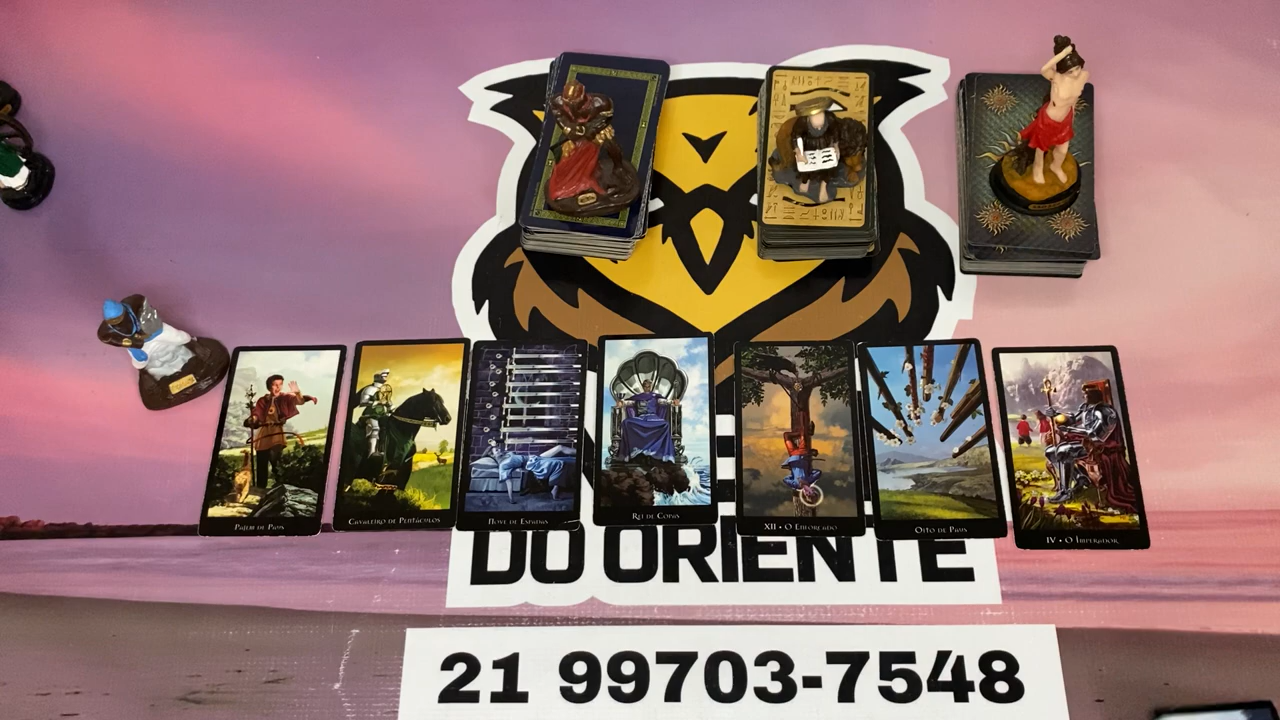 Pajem de Paus
Cavaleiro de Pentáculos
Nove de Espadas
Rei de Copas
XII • O Enforcado
Oito de Paus
IV • O Imperador
DO ORIENTE
21 99703-7548